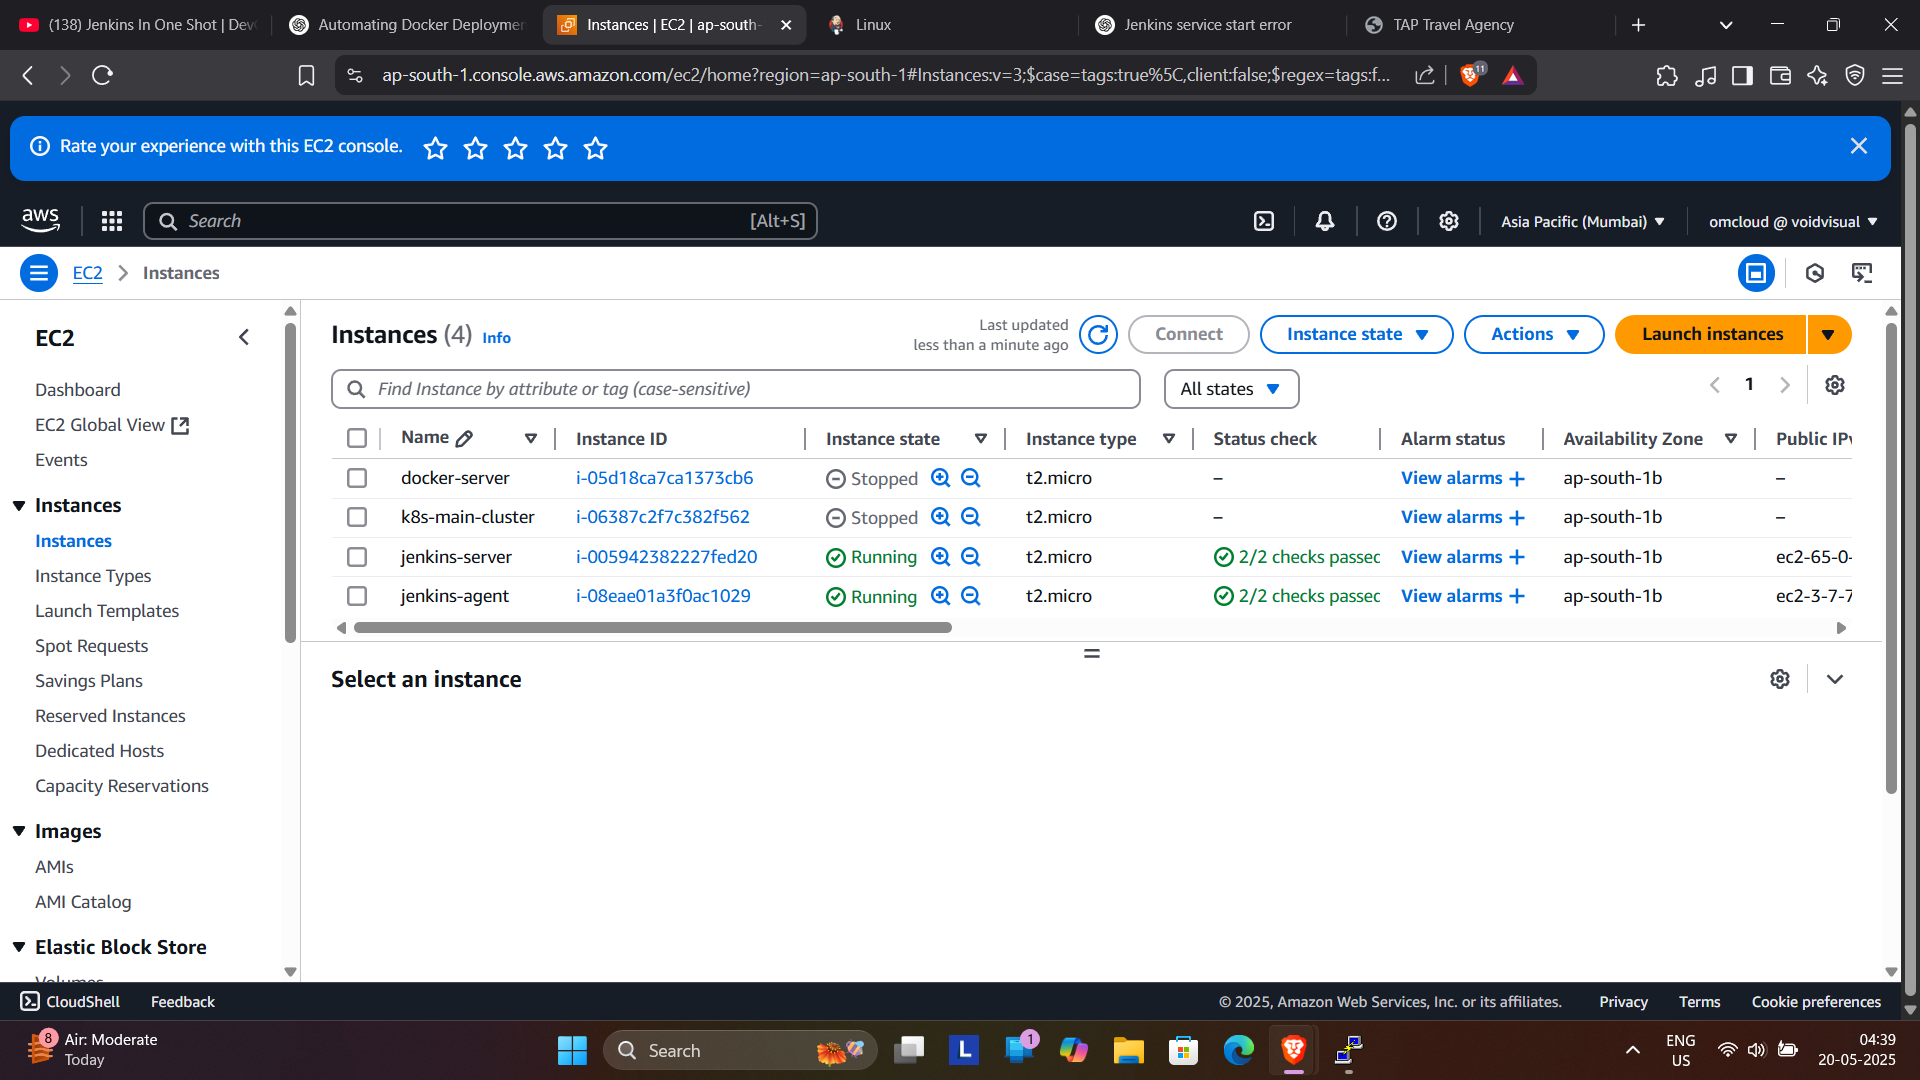 (138) Jenkins In One Shot | Dev
Automating Docker Deploymen
Instances | EC2 | ap-south-
Linux
Jenkins service start error
TAP Travel Agency
ap-south-1.console.aws.amazon.com/ec2/home?region=ap-south-1#Instances:v=3;$case=tags:true%5C,client:false;$regex=tags:f...
11
Rate your experience with this EC2 console.
aws
Search
[Alt+S]
Asia Pacific (Mumbai)
omcloud @ voidvisual
EC2
Instances
EC2
Dashboard
EC2 Global View
Events
Instances
Instances
Instance Types
Launch Templates
Spot Requests
Savings Plans
Reserved Instances
Dedicated Hosts
Capacity Reservations
Images
AMIs
AMI Catalog
Elastic Block Store
Volumes
Instances (4) Info
Last updated
less than a minute ago
Connect
Instance state
Actions
Launch instances
Find Instance by attribute or tag (case-sensitive)
All states
1
Name Instance ID Instance state Instance type Status check Alarm status Availability Zone Public IPv
docker-server i-05d18ca7ca1373cb6 Stopped t2.micro – View alarms + ap-south-1b –
k8s-main-cluster i-06387c2f7c382f562 Stopped t2.micro – View alarms + ap-south-1b –
jenkins-server i-005942382227fed20 Running t2.micro 2/2 checks passed View alarms + ap-south-1b ec2-65-0-
jenkins-agent i-08eae01a3f0ac1029 Running t2.micro 2/2 checks passed View alarms + ap-south-1b ec2-3-7-7
Select an instance
CloudShell
Feedback
© 2025, Amazon Web Services, Inc. or its affiliates.
Privacy
Terms
Cookie preferences
8
Air: Moderate
Today
Search
L
1
ENG
US
04:39
20-05-2025